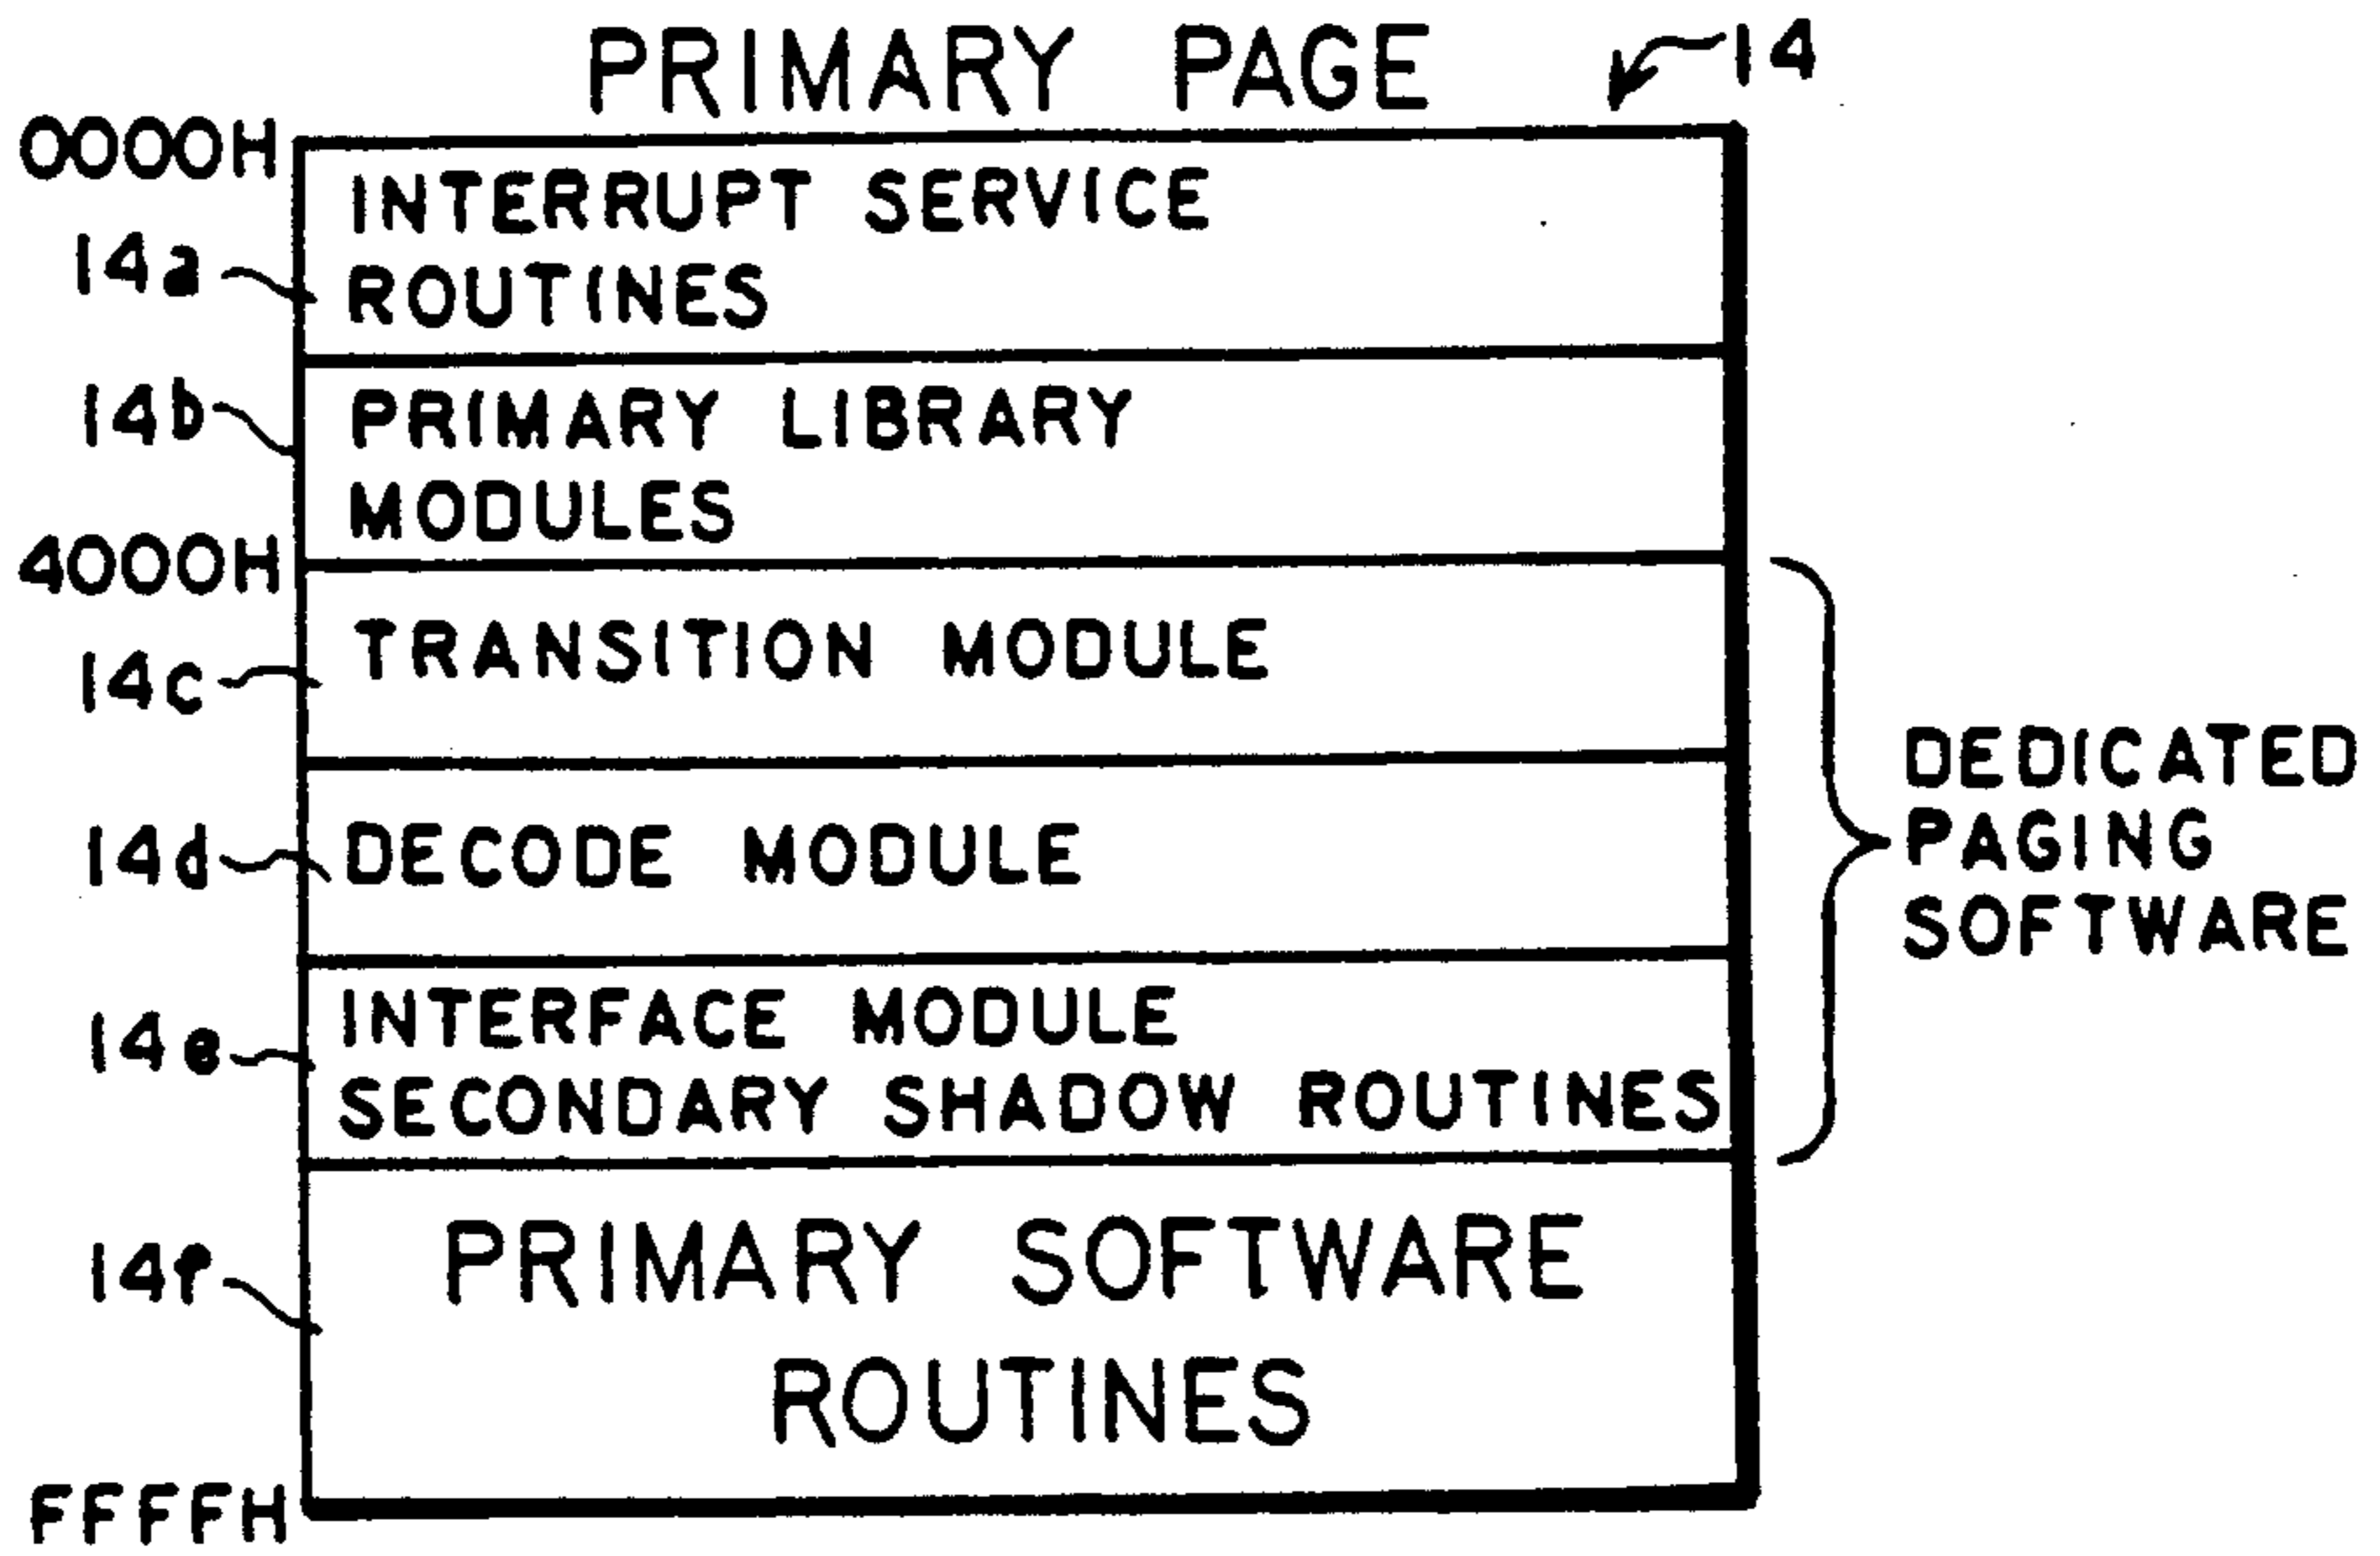 PRIMARY PAGE
14
0000H
INTERRUPT SERVICE
14a
ROUTINES
14b
PRIMARY LIBRARY
MODULES
4000H
TRANSITION MODULE
14c
DEDICATED
PAGING
SOFTWARE
14d
DECODE MODULE
14e
INTERFACE MODULE
SECONDARY SHADOW ROUTINES
14f
PRIMARY SOFTWARE
ROUTINES
FFFFH